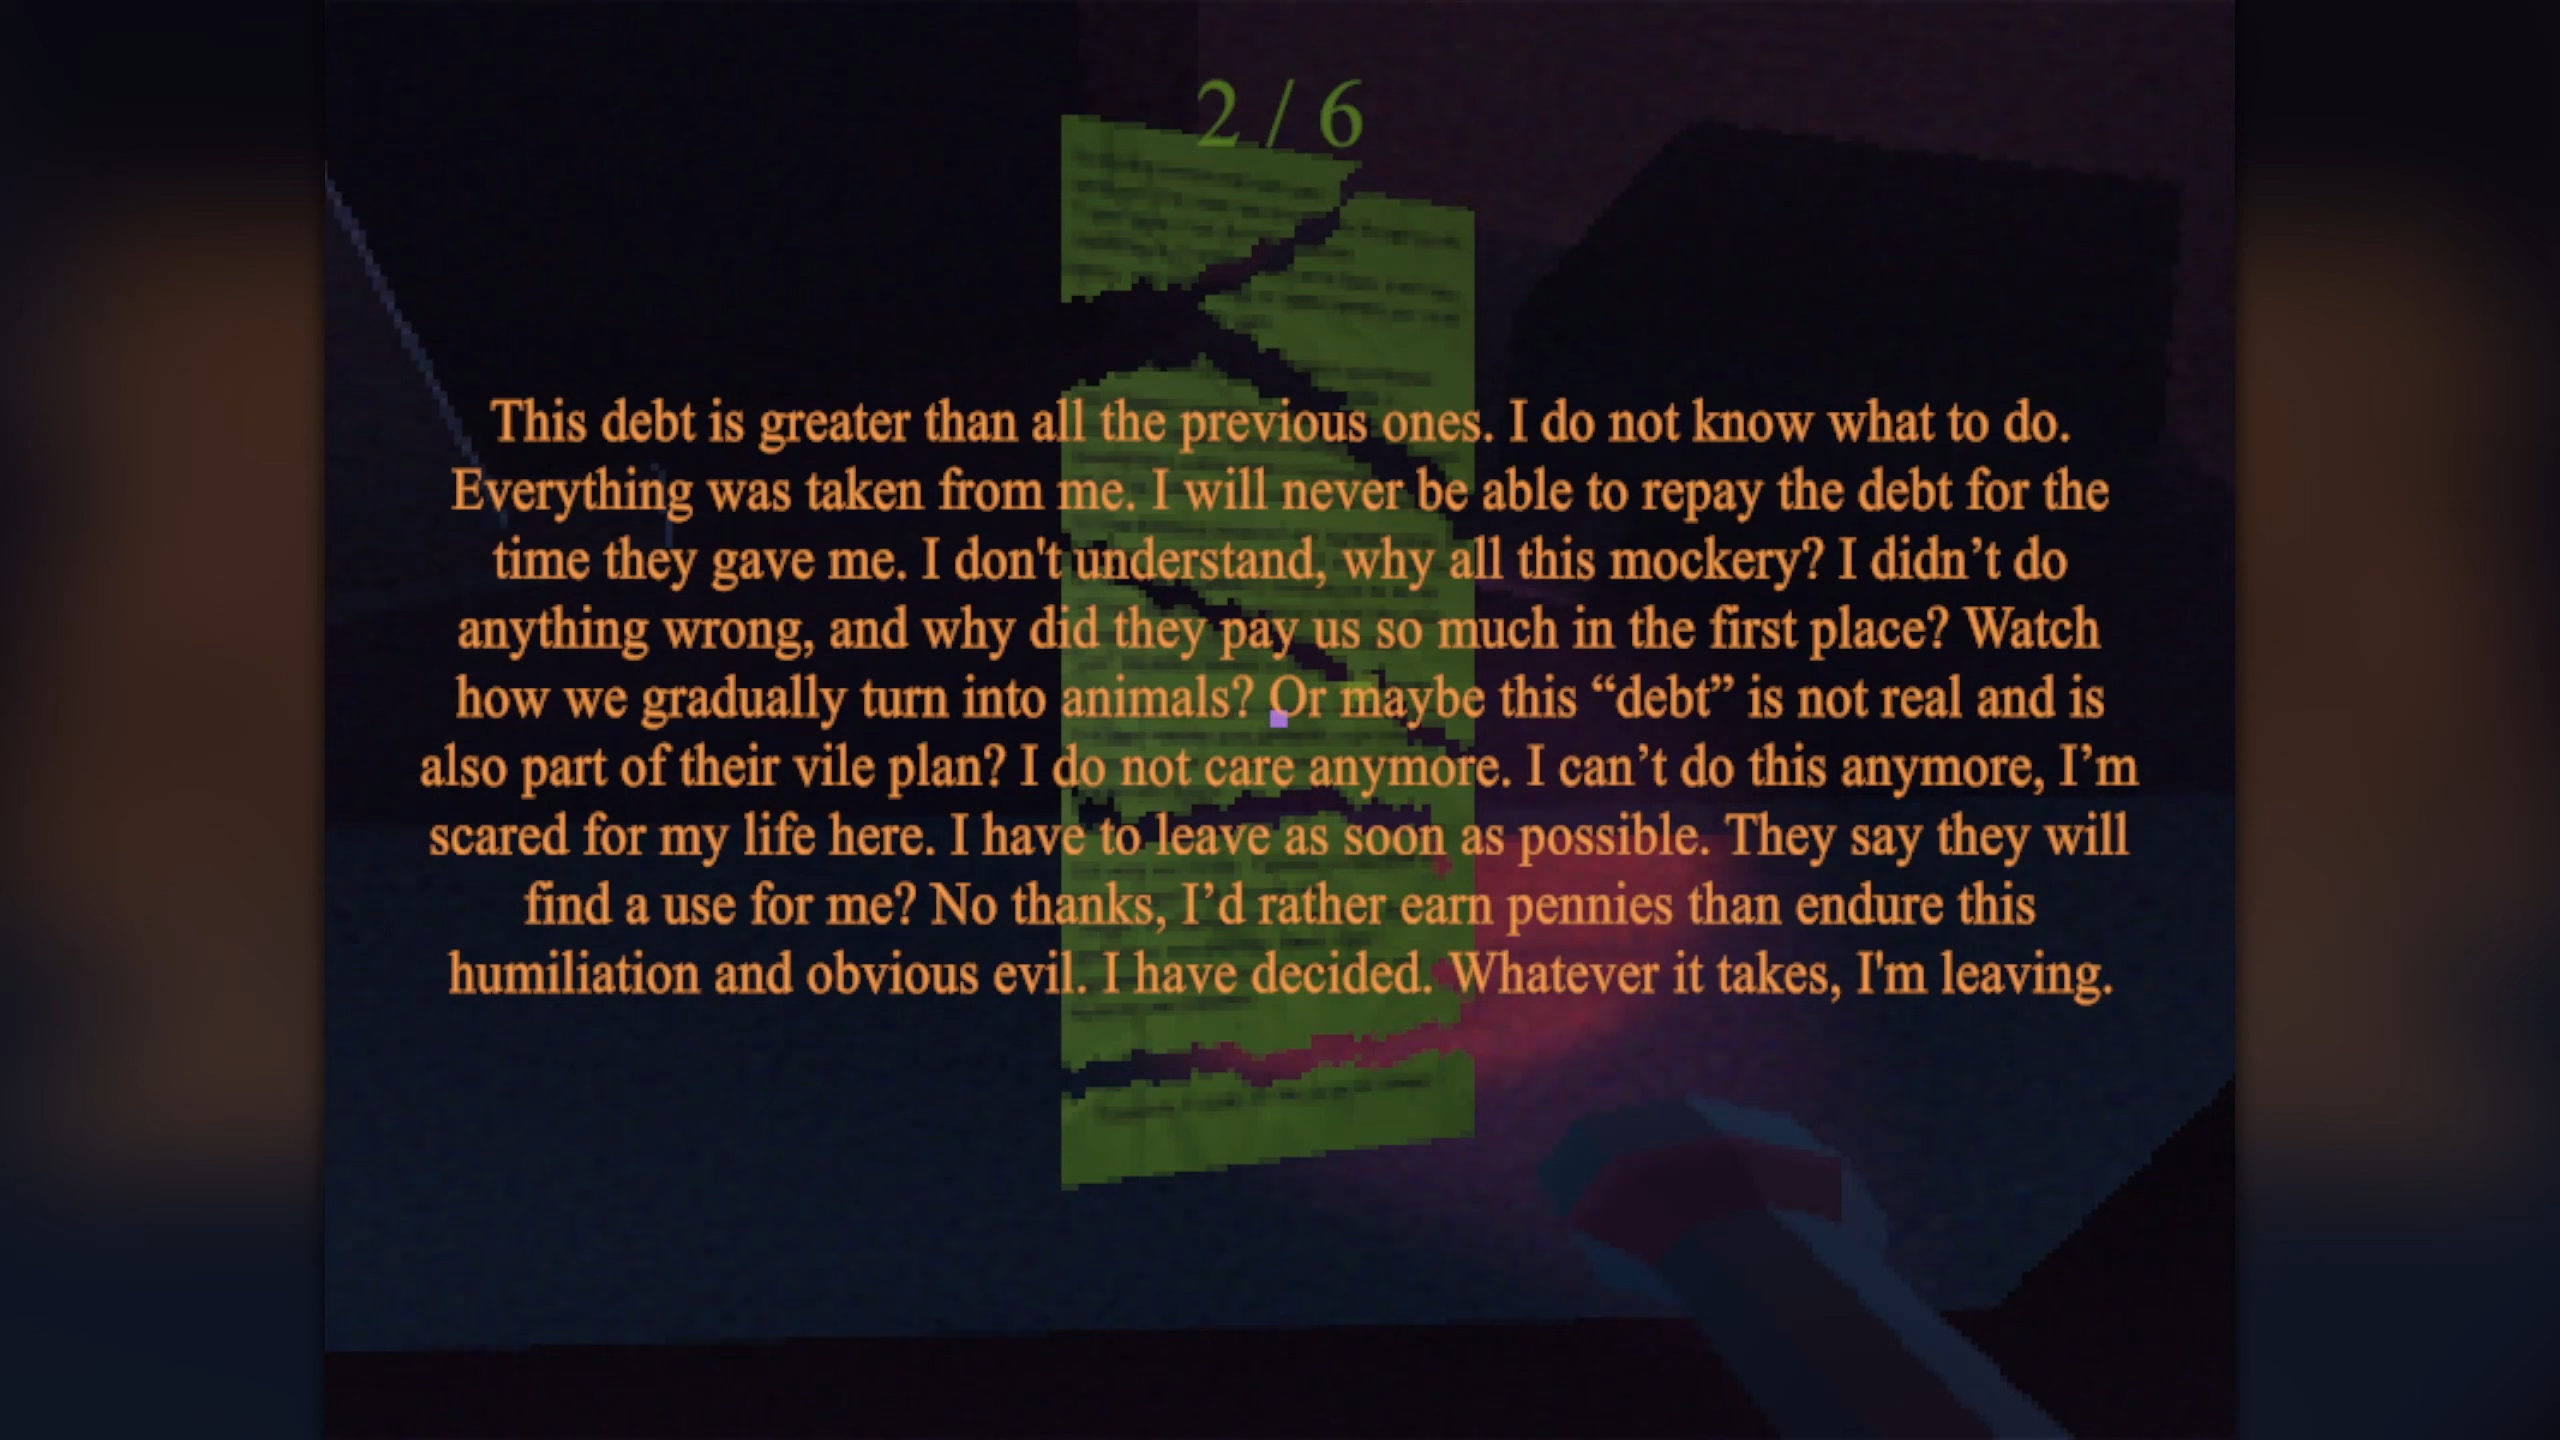 2 / 6
This debt is greater than all the previous ones. I do not know what to do.
Everything was taken from me. I will never be able to repay the debt for the
time they gave me. I don't understand, why all this mockery? I didn’t do
anything wrong, and why did they pay us so much in the first place? Watch
how we gradually turn into animals? Or maybe this “debt” is not real and is
also part of their vile plan? I do not care anymore. I can’t do this anymore, I’m
scared for my life here. I have to leave as soon as possible. They say they will
find a use for me? No thanks, I’d rather earn pennies than endure this
humiliation and obvious evil. I have decided. Whatever it takes, I'm leaving.